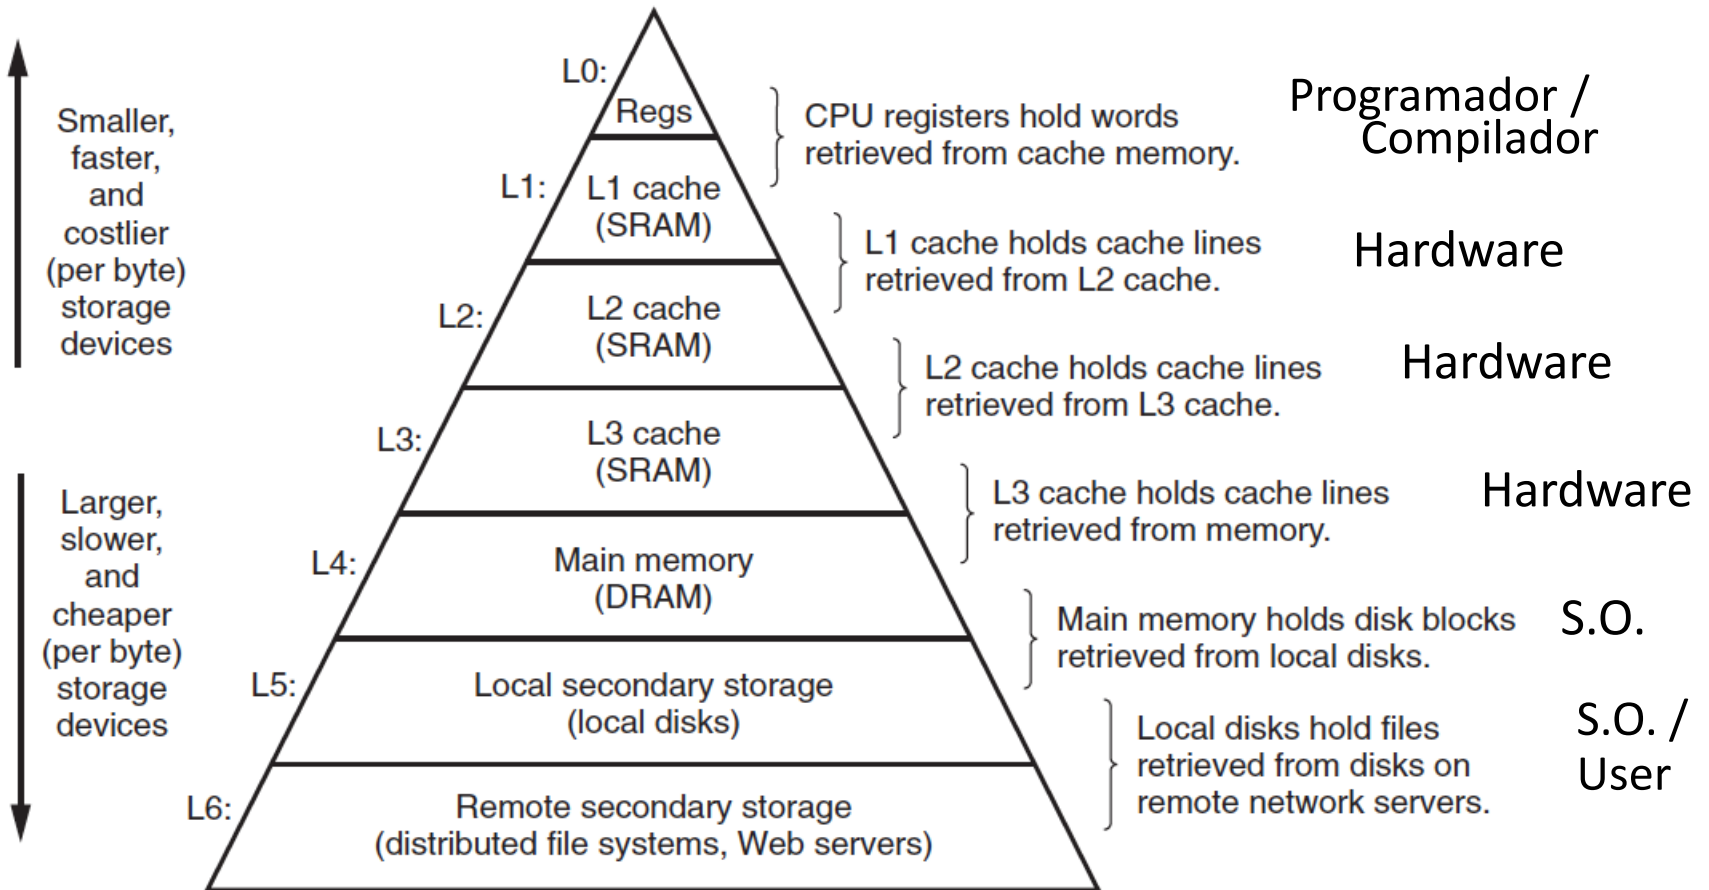 L0:
Regs
CPU registers hold words
retrieved from cache memory.
Programador /
Compilador
Smaller,
faster,
and
costlier
(per byte)
storage
devices
L1:
L1 cache
(SRAM)
L1 cache holds cache lines
retrieved from L2 cache.
Hardware
L2:
L2 cache
(SRAM)
L2 cache holds cache lines
retrieved from L3 cache.
Hardware
L3:
L3 cache
(SRAM)
L3 cache holds cache lines
retrieved from memory.
Hardware
Larger,
slower,
and
cheaper
(per byte)
storage
devices
L4:
Main memory
(DRAM)
Main memory holds disk blocks
retrieved from local disks.
S.O.
L5:
Local secondary storage
(local disks)
Local disks hold files
retrieved from disks on
remote network servers.
S.O. /
User
L6:
Remote secondary storage
(distributed file systems, Web servers)